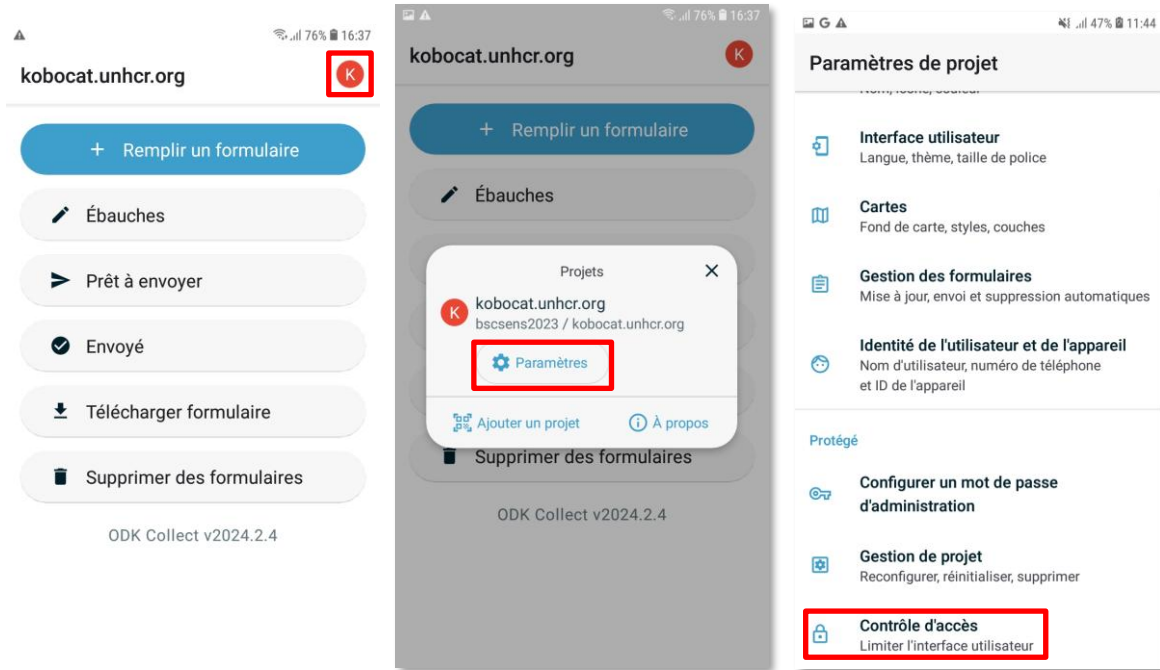 76% 16:37
kobocat.unhcr.org
K
+ Remplir un formulaire
Ébauches
Prêt à envoyer
Envoyé
Télécharger formulaire
Supprimer des formulaires
ODK Collect v2024.2.4
76% 16:37
kobocat.unhcr.org
K
+ Remplir un formulaire
Ébauches
Projets
K
kobocat.unhcr.org
bscsens2023 / kobocat.unhcr.org
Paramètres
Ajouter un projet
À propos
Supprimer des formulaires
ODK Collect v2024.2.4
G 47% 11:44
Paramètres de projet
Nom, icône, couleur
Interface utilisateur
Langue, thème, taille de police
Cartes
Fond de carte, styles, couches
Gestion des formulaires
Mise à jour, envoi et suppression automatiques
Identité de l'utilisateur et de l'appareil
Nom d'utilisateur, numéro de téléphone
et ID de l'appareil
Protégé
Configurer un mot de passe
d'administration
Gestion de projet
Reconfigurer, réinitialiser, supprimer
Contrôle d'accès
Limiter l'interface utilisateur